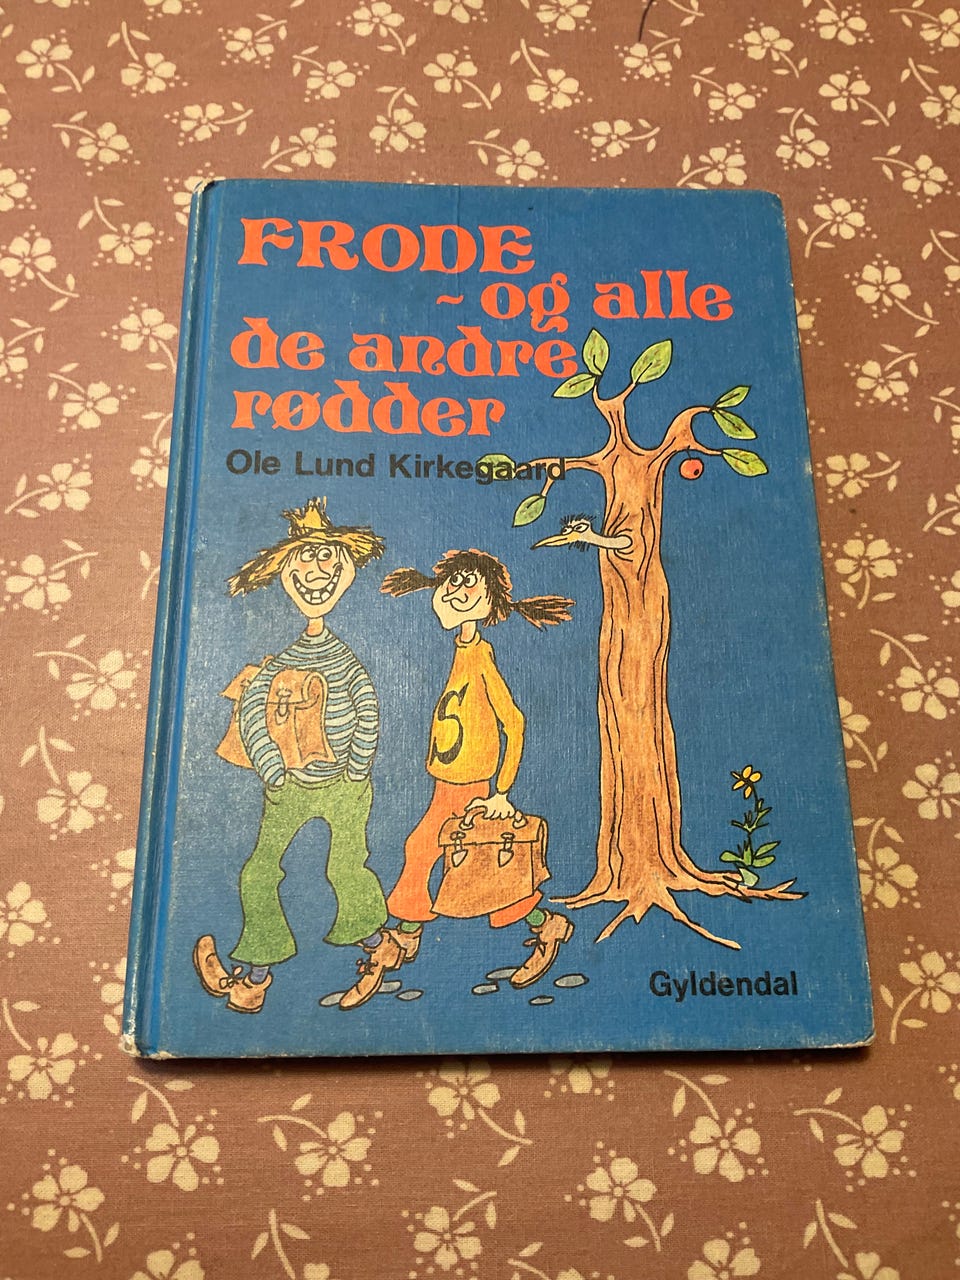 FRODE
~ og alle
de andre
rødder
Ole Lund Kirkegaard
S
Gyldendal